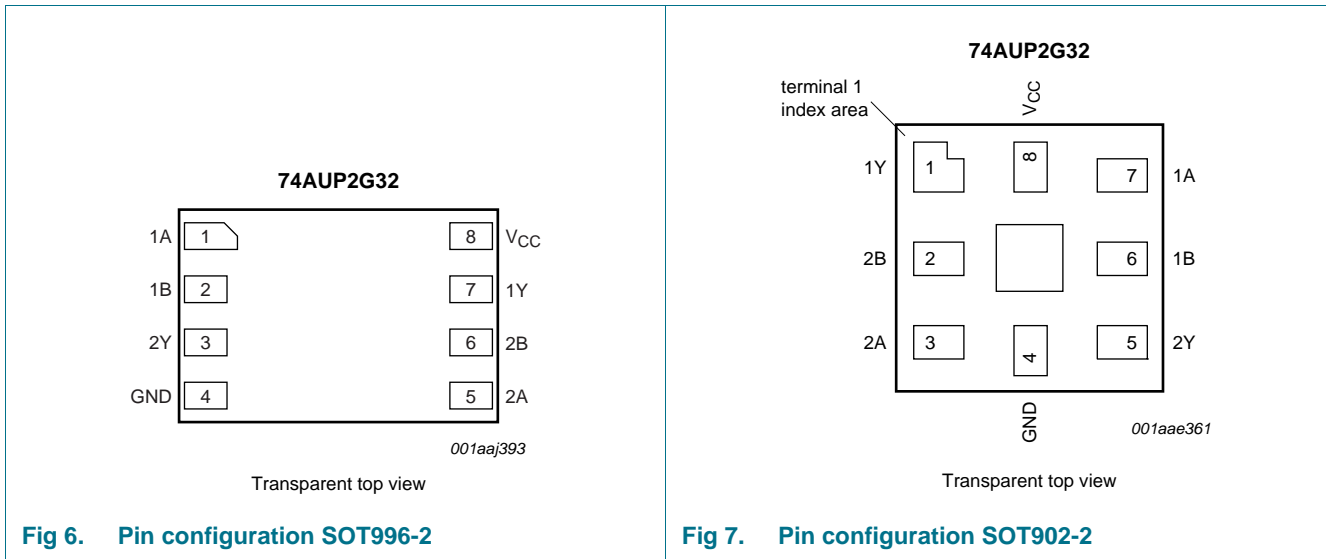 74AUP2G32
1A 1 8 VCC
1B 2 7 1Y
2Y 3 6 2B
GND 4 5 2A
001aaj393
Transparent top view
Fig 6. Pin configuration SOT996-2
74AUP2G32
terminal 1
index area
VCC
1Y 1 8 7 1A
2B 2 6 1B
2A 3 4 5 2Y
GND
001aae361
Transparent top view
Fig 7. Pin configuration SOT902-2